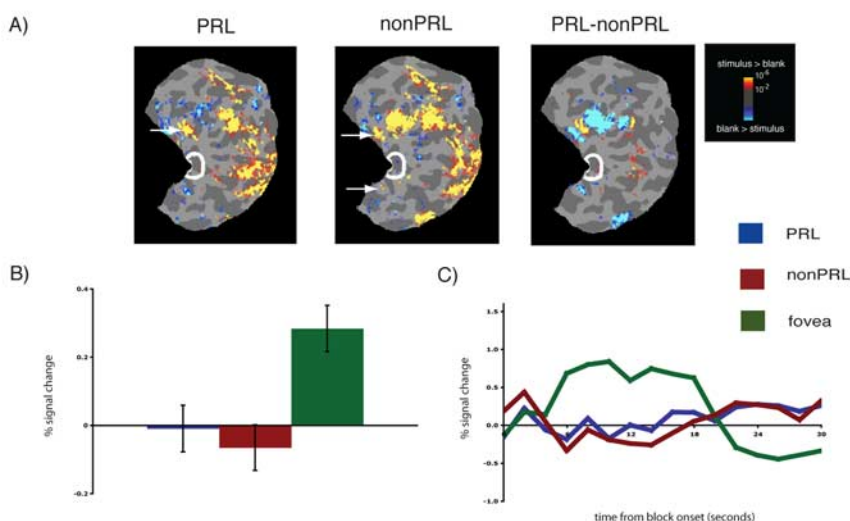 A)
PRL
nonPRL
PRL-nonPRL
stimulus > blank
10⁻⁶
10⁻²
blank > stimulus
PRL
nonPRL
fovea
B)
0.4
0.2
0
-0.2
% signal change
C)
1.5
1.0
0.5
0.0
-0.5
-1.0
% signal change
12
18
24
30
time from block onset (seconds)